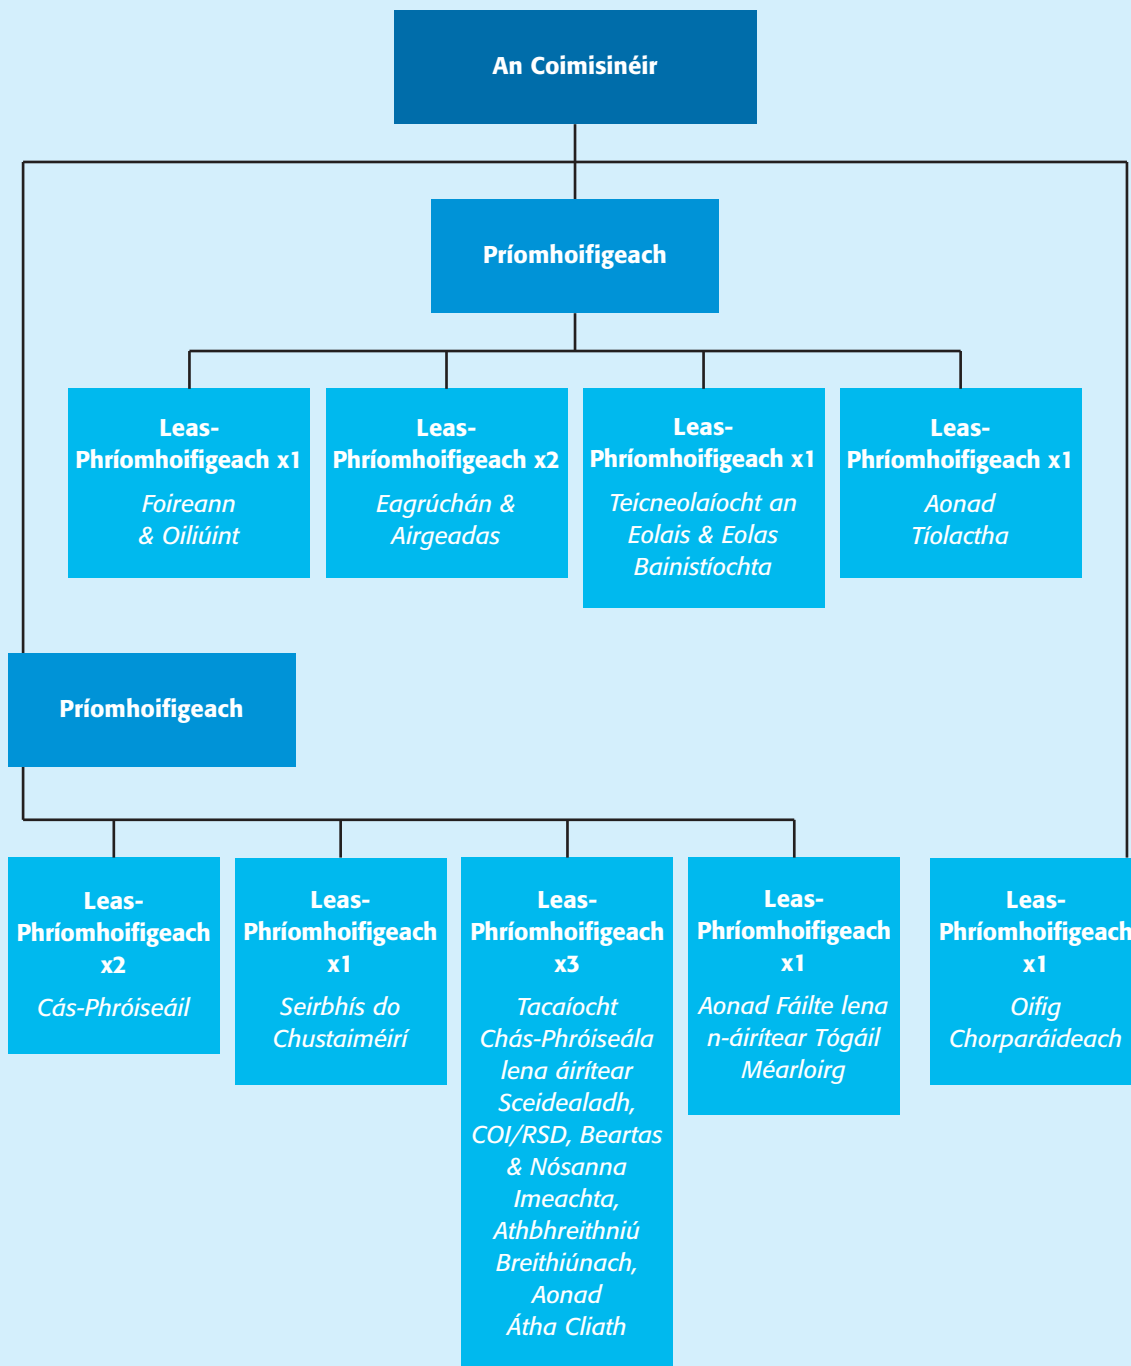 An Coimisinéir
Príomhoifigeach
Leas-
Phríomhoifigeach x1
Foireann
& Oiliúint
Leas-
Phríomhoifigeach x2
Eagrúchán &
Airgeadas
Leas-
Phríomhoifigeach x1
Teicneolaíocht an
Eolais & Eolas
Bainistíochta
Leas-
Phríomhoifigeach x1
Aonad
Tíolactha
Príomhoifigeach
Leas-
Phríomhoifigeach
x2
Cás-Phróiseáil
Leas-
Phríomhoifigeach
x1
Seirbhís do
Chustaiméirí
Leas-
Phríomhoifigeach
x3
Tacaíocht
Chás-Phróiseála
lena áirítear
Sceidealadh,
COI/RSD, Beartas
& Nósanna
Imeachta,
Athbhreithniú
Breithiúnach,
Aonad
Átha Cliath
Leas-
Phríomhoifigeach
x1
Aonad Fáilte lena
n-áirítear Tógáil
Méarloirg
Leas-
Phríomhoifigeach
x1
Oifig
Chorparáideach